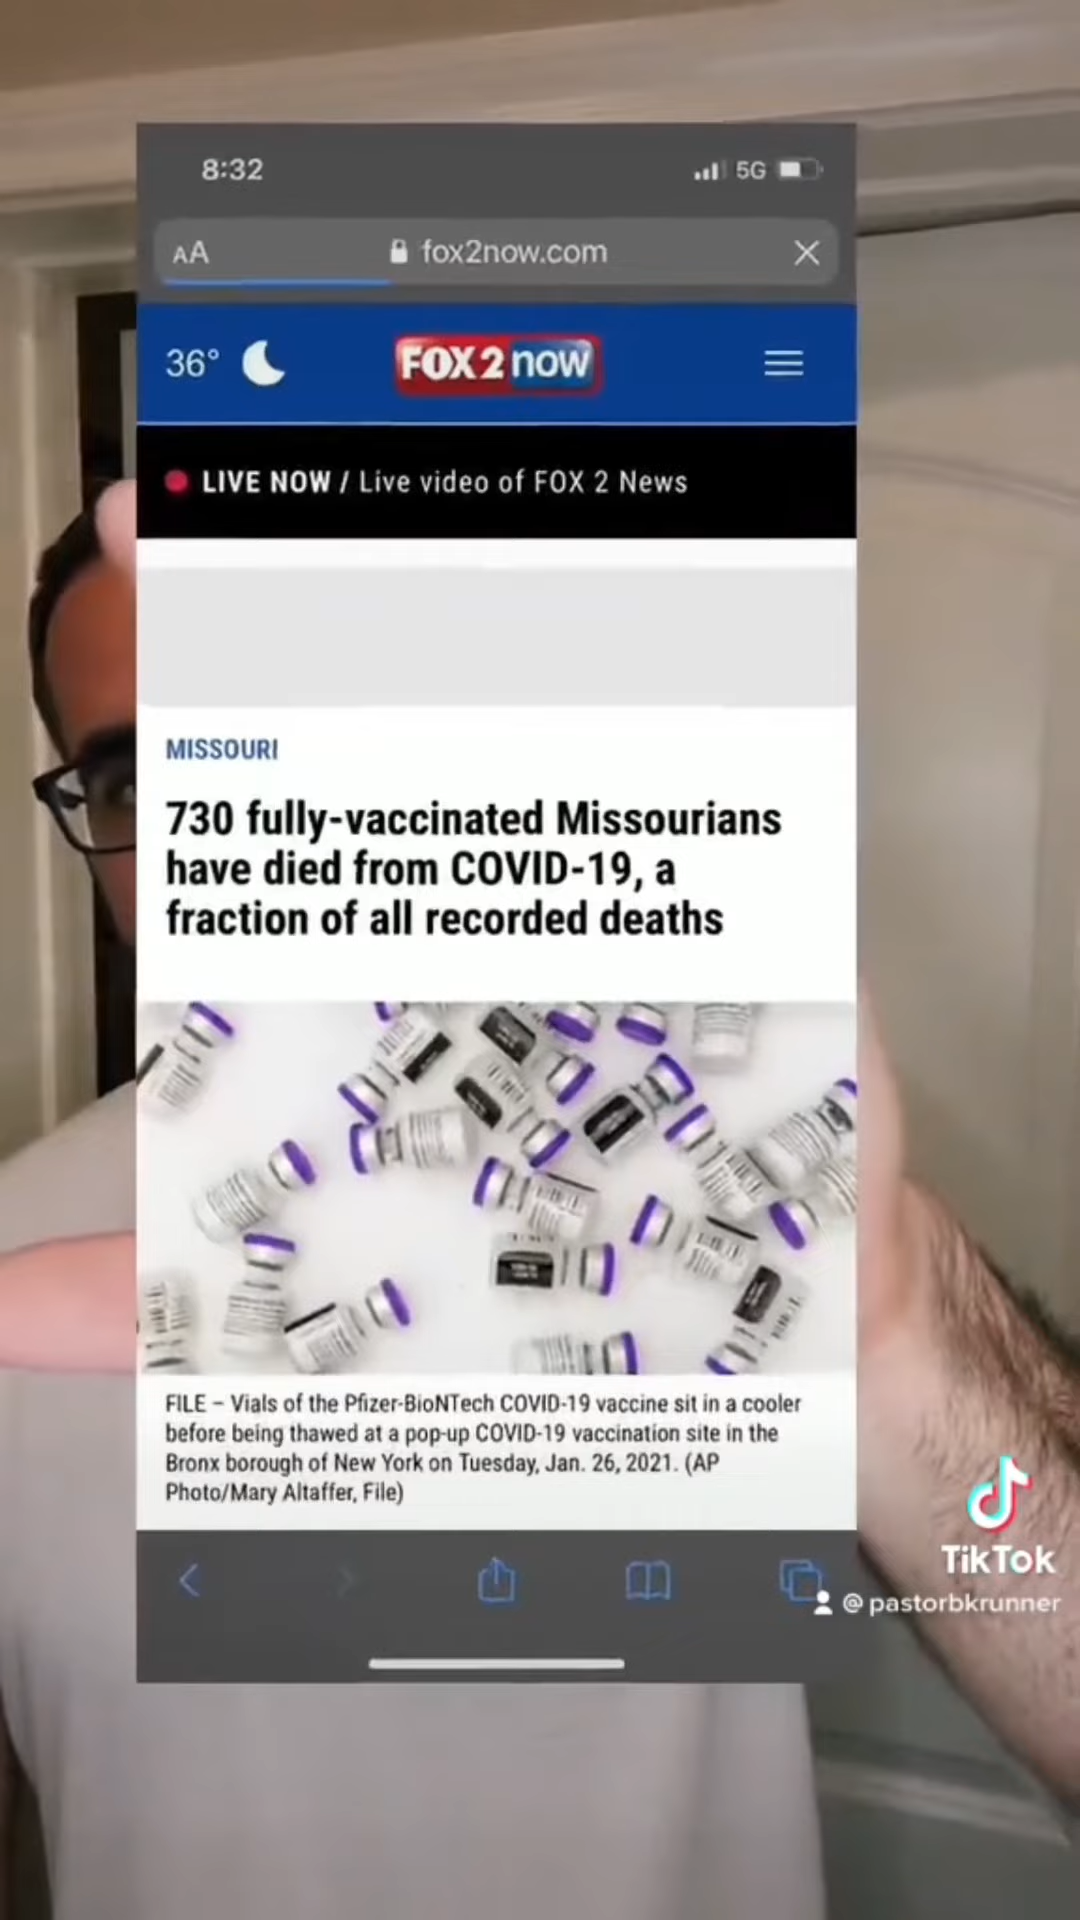 8:32
5G
AA
fox2now.com
36°
FOX 2 now
LIVE NOW / Live video of FOX 2 News
MISSOURI
730 fully-vaccinated Missourians
have died from COVID-19, a
fraction of all recorded deaths
FILE – Vials of the Pfizer-BioNTech COVID-19 vaccine sit in a cooler
before being thawed at a pop-up COVID-19 vaccination site in the
Bronx borough of New York on Tuesday, Jan. 26, 2021. (AP
Photo/Mary Altaffer, File)
TikTok
@ pastorbkrunner